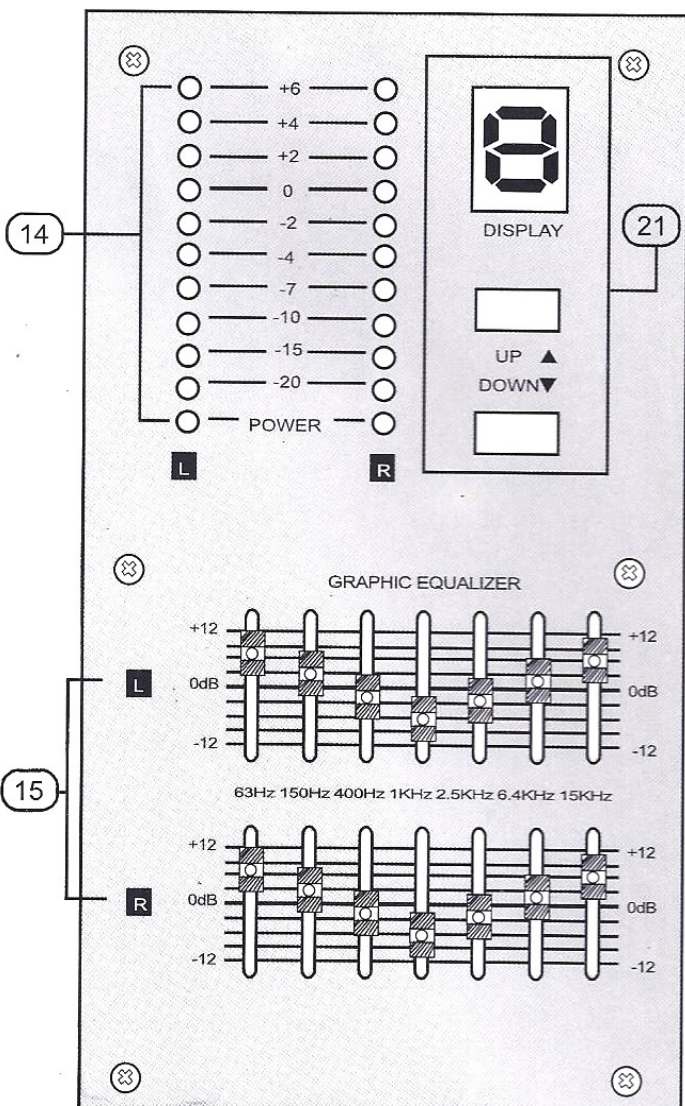 +6
+4
+2
0
-2
-4
-7
-10
-15
-20
POWER
L R
14
DISPLAY
21
UP ▲
DOWN▼
GRAPHIC EQUALIZER
+12 +12
L
0dB 0dB
-12 -12
15
63Hz 150Hz 400Hz 1KHz 2.5KHz 6.4KHz 15KHz
+12 +12
R
0dB 0dB
-12 -12